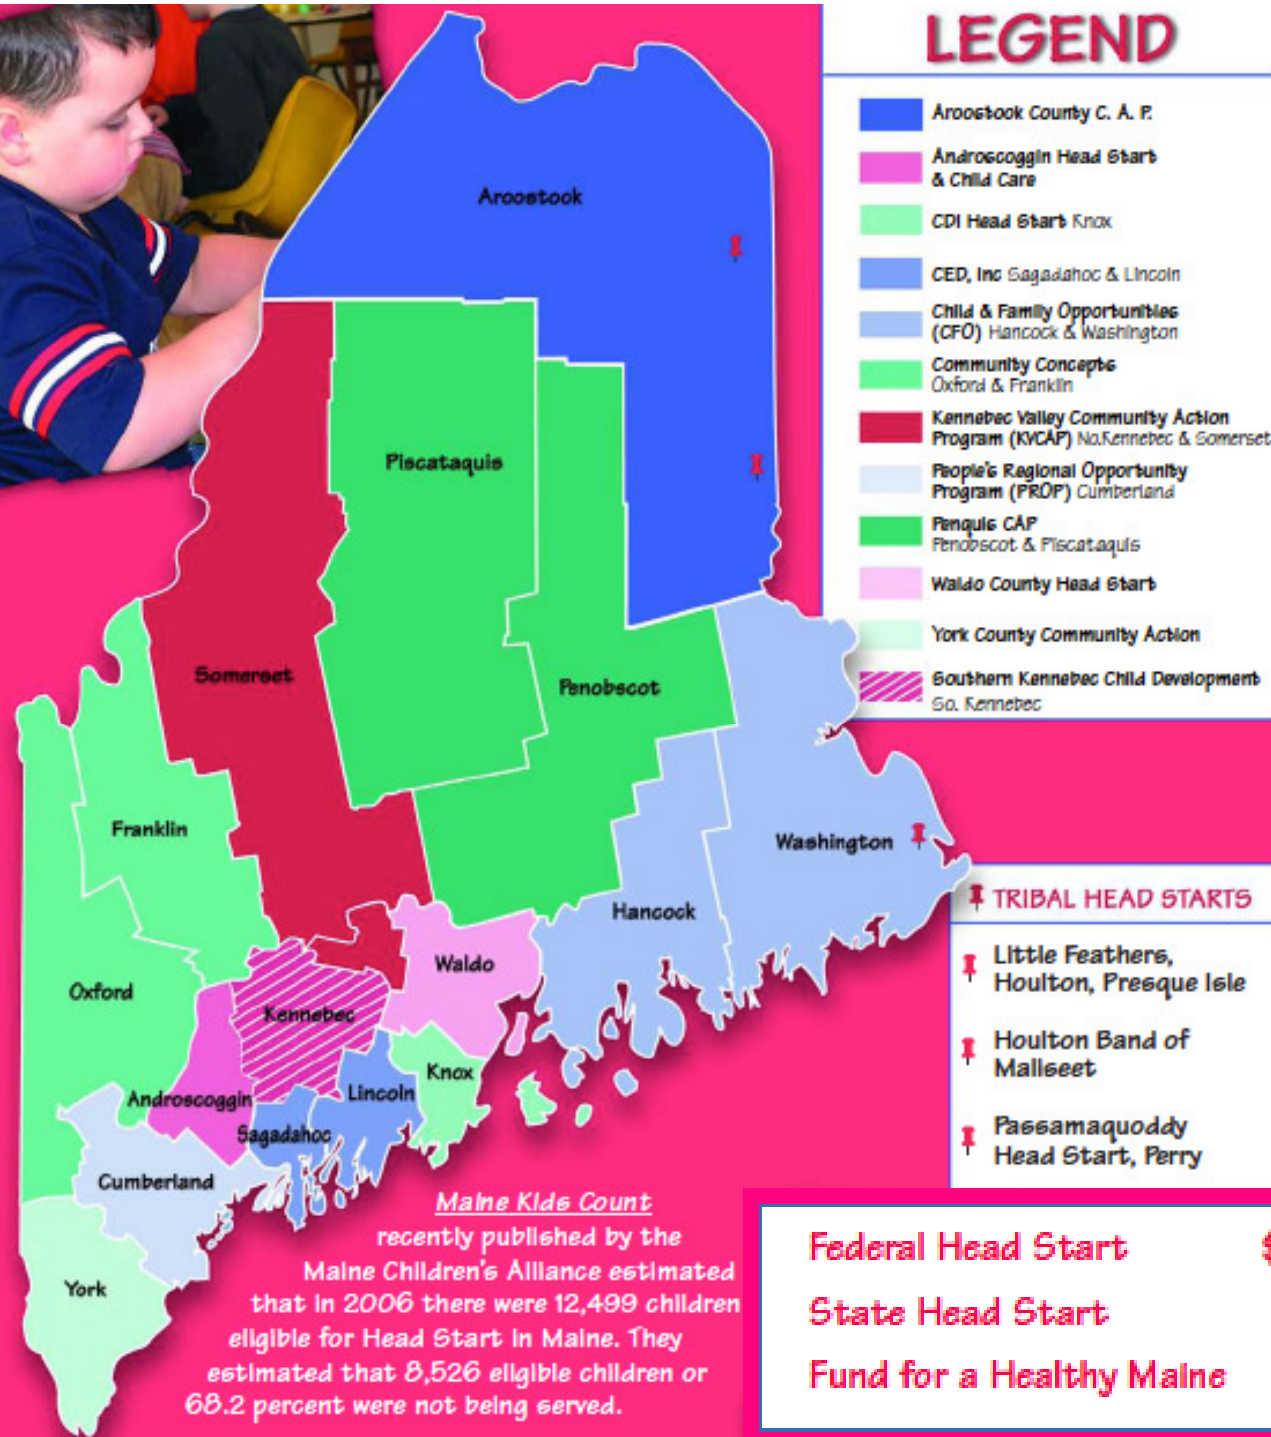 LEGEND
Aroostook County C. A. P.
Androscoggin Head Start
& Child Care
CDI Head Start Knox
CED, Inc Sagadahoc & Lincoln
Child & Family Opportunities
(CFO) Hancock & Washington
Community Concepts
Oxford & Franklin
Kennebec Valley Community Action
Program (KVCAP) No.Kennebec & Somerset
People's Regional Opportunity
Program (PROP) Cumberland
Penquis CAP
Penobscot & Piscataquis
Waldo County Head Start
York County Community Action
Southern Kennebec Child Development
So. Kennebec
Aroostook
Piscataquis
Somerset
Penobscot
Franklin
Washington
Hancock
Waldo
Oxford
Kennebec
Knox
Lincoln
Androscoggin
Sagadahoc
Cumberland
York
TRIBAL HEAD STARTS
Little Feathers,
Houlton, Presque Isle
Houlton Band of
Maliseet
Passamaquoddy
Head Start, Perry
Maine Kids Count
recently published by the
Maine Children's Alliance estimated
that in 2006 there were 12,499 children
eligible for Head Start in Maine. They
estimated that 8,526 eligible children or
68.2 percent were not being served.
Federal Head Start
State Head Start
Fund for a Healthy Maine